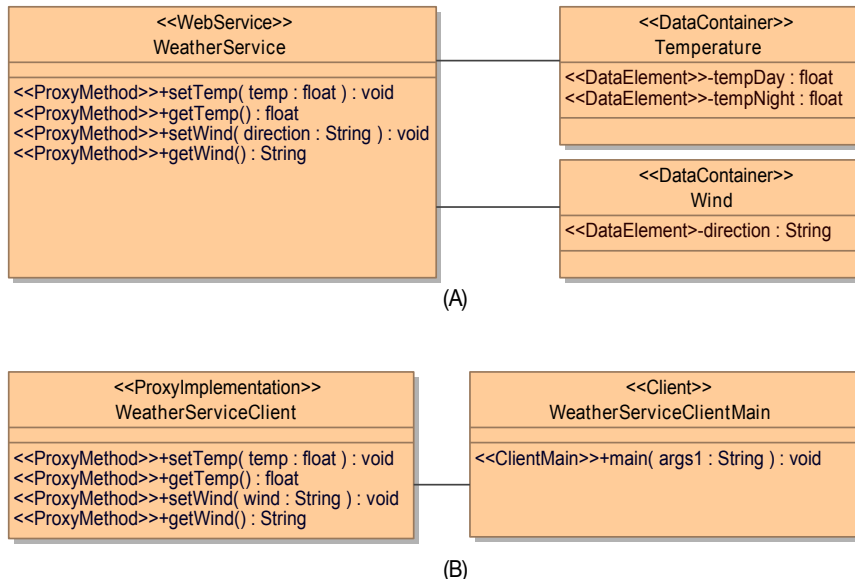 <<WebService>>
WeatherService
<<ProxyMethod>>+setTemp( temp : float ) : void
<<ProxyMethod>>+getTemp() : float
<<ProxyMethod>>+setWind( direction : String ) : void
<<ProxyMethod>>+getWind() : String
<<DataContainer>>
Temperature
<<DataElement>>-tempDay : float
<<DataElement>>-tempNight : float
<<DataContainer>>
Wind
<<DataElement>-direction : String
(A)
<<ProxyImplementation>>
WeatherServiceClient
<<ProxyMethod>>+setTemp( temp : float ) : void
<<ProxyMethod>>+getTemp() : float
<<ProxyMethod>>+setWind( wind : String ) : void
<<ProxyMethod>>+getWind() : String
<<Client>>
WeatherServiceClientMain
<<ClientMain>>+main( args1 : String ) : void
(B)